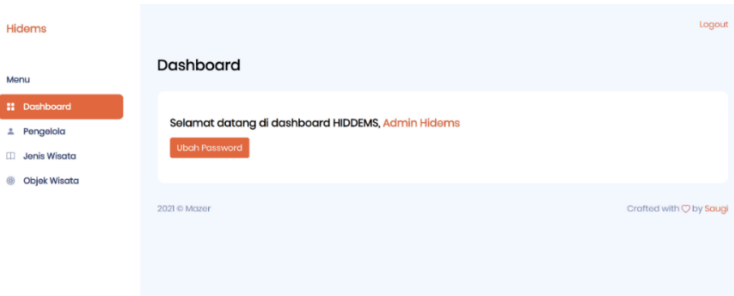 Hidems
Logout
Dashboard
Menu
Dashboard
Selamat datang di dashboard HIDDEMS, Admin Hidems
Pengelola
Ubah Password
Jenis Wisata
Objek Wisata
2021 © Mazer
Crafted with ♡ by Saugi